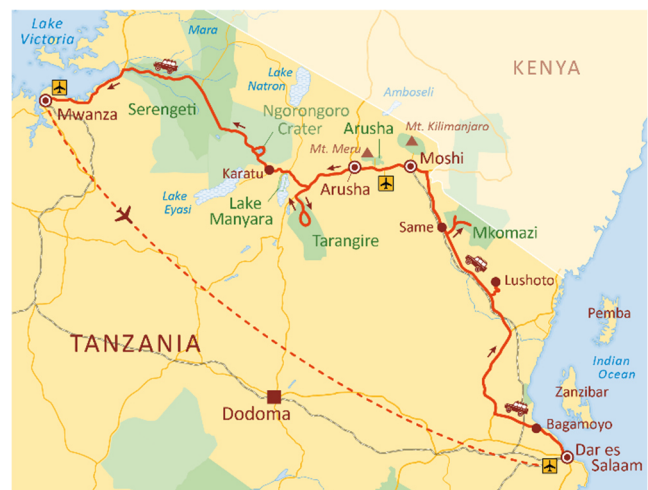 Lake
Victoria
Mara
KENYA
Lake
Natron
Amboseli
Serengeti
Mwanza
Ngorongoro
Crater
Arusha
Mt. Kilimanjaro
Mt. Meru
Moshi
Karatu
Arusha
Lake
Eyasi
Lake
Manyara
Tarangire
Same
Mkomazi
Lushoto
Pemba
TANZANIA
Indian
Ocean
Zanzibar
Dodoma
Bagamoyo
Dar es
Salaam